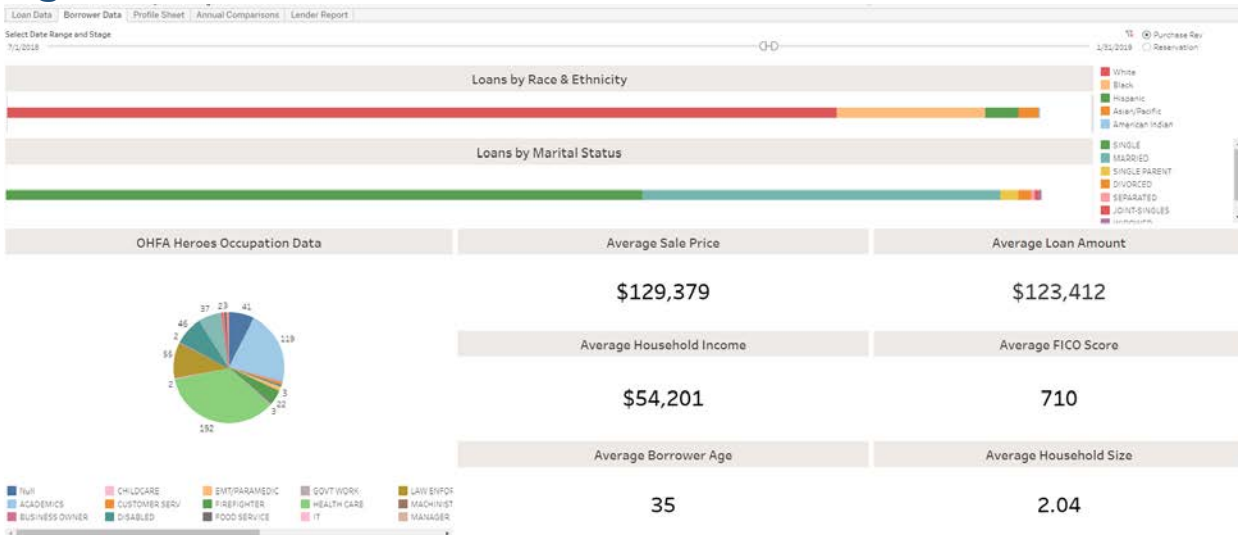 Loan Data Borrower Data Profile Sheet Annual Comparisons Lender Report
Select Date Range and Stage
7/1/2018
1/31/2019
Purchase Rev
Reservation
Loans by Race & Ethnicity
White
Black
Hispanic
Asian/Pacific
American Indian
Loans by Marital Status
SINGLE
MARRIED
SINGLE PARENT
DIVORCED
SEPARATED
JOINT-SINGLES
WIDOWED
OHFA Heroes Occupation Data
37 23 41
46
2
55
2
192
119
3
22
3
Null CHILDCARE EMT/PARAMEDIC GOVT WORK LAW ENFOR
ACADEMICS CUSTOMER SERV FIREFIGHTER HEALTH CARE MACHINIST
BUSINESS OWNER DISABLED FOOD SERVICE IT MANAGER
Average Sale Price
$129,379
Average Loan Amount
$123,412
Average Household Income
$54,201
Average FICO Score
710
Average Borrower Age
35
Average Household Size
2.04